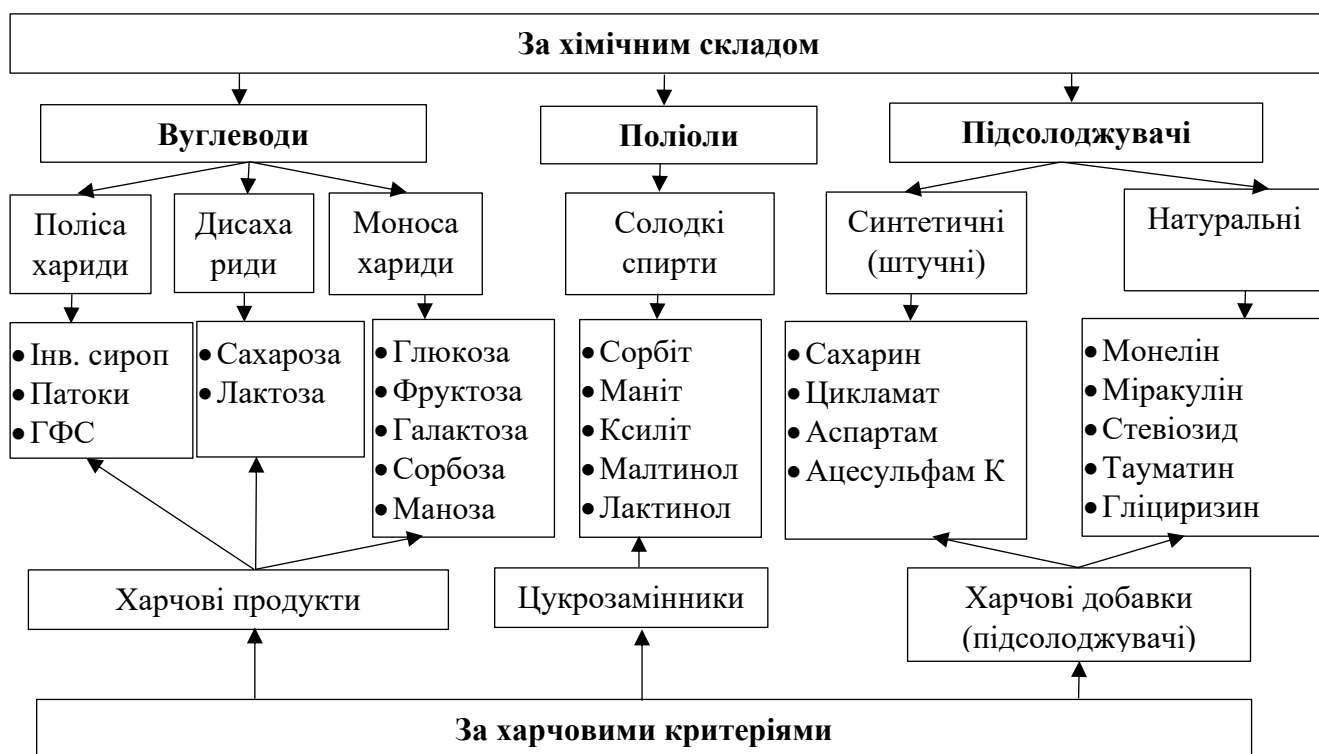 За хімічним складом
Вуглеводи
Поліоли
Підсолоджувачі
Поліса
хариди
Дисаха
риди
Моноса
хариди
Солодкі
спирти
Синтетичні
(штучні)
Натуральні
• Інв. сироп
• Патоки
• ГФС
• Сахароза
• Лактоза
• Глюкоза
• Фруктоза
• Галактоза
• Сорбоза
• Маноза
• Сорбіт
• Маніт
• Ксиліт
• Малтинол
• Лактинол
• Сахарин
• Цикламат
• Аспартам
• Ацесульфам К
• Монелін
• Міракулін
• Стевіозид
• Тауматин
• Гліциризин
Харчові продукти
Цукрозамінники
Харчові добавки
(підсолоджувачі)
За харчовими критеріями